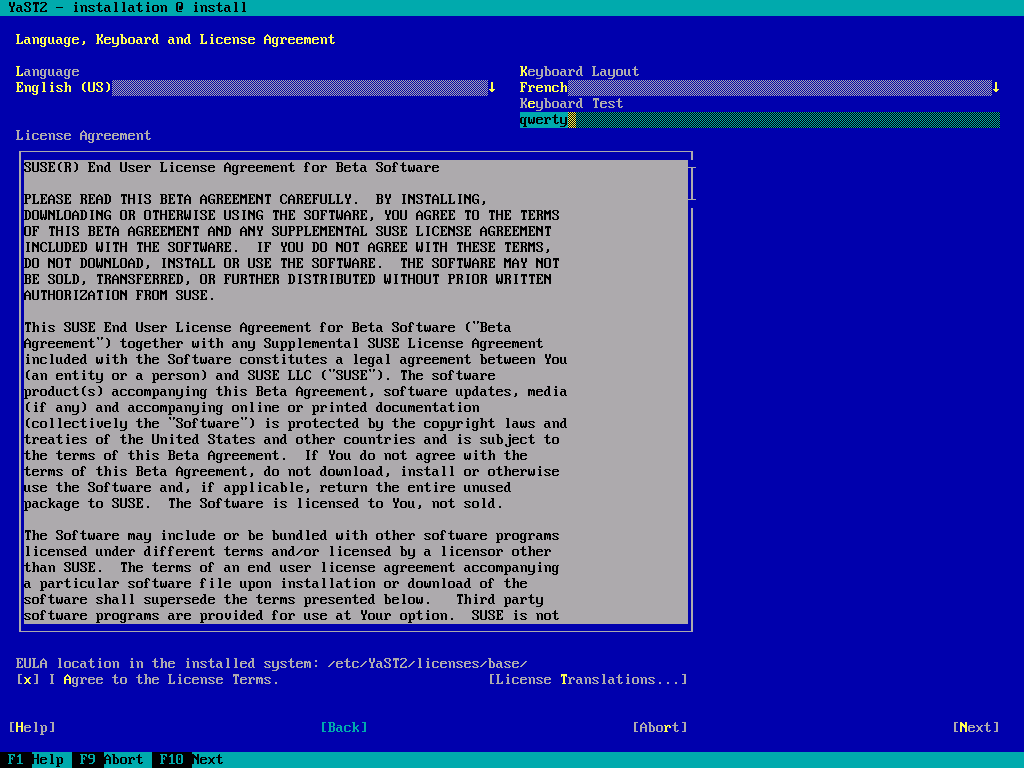 YaST2 - installation @ install
Language, Keyboard and License Agreement
Language
English (US)↓
Keyboard Layout
French↓
Keyboard Test
qwerty
License Agreement
SUSE(R) End User License Agreement for Beta Software
PLEASE READ THIS BETA AGREEMENT CAREFULLY.  BY INSTALLING,
DOWNLOADING OR OTHERWISE USING THE SOFTWARE, YOU AGREE TO THE TERMS
OF THIS BETA AGREEMENT AND ANY SUPPLEMENTAL SUSE LICENSE AGREEMENT
INCLUDED WITH THE SOFTWARE.  IF YOU DO NOT AGREE WITH THESE TERMS,
DO NOT DOWNLOAD, INSTALL OR USE THE SOFTWARE.  THE SOFTWARE MAY NOT
BE SOLD, TRANSFERRED, OR FURTHER DISTRIBUTED WITHOUT PRIOR WRITTEN
AUTHORIZATION FROM SUSE.
This SUSE End User License Agreement for Beta Software ("Beta
Agreement") together with any Supplemental SUSE License Agreement
included with the Software constitutes a legal agreement between You
(an entity or a person) and SUSE LLC ("SUSE"). The software
product(s) accompanying this Beta Agreement, software updates, media
(if any) and accompanying online or printed documentation
(collectively the "Software") is protected by the copyright laws and
treaties of the United States and other countries and is subject to
the terms of this Beta Agreement.  If You do not agree with the
terms of this Beta Agreement, do not download, install or otherwise
use the Software and, if applicable, return the entire unused
package to SUSE.  The Software is licensed to You, not sold.
The Software may include or be bundled with other software programs
licensed under different terms and/or licensed by a licensor other
than SUSE.  The terms of an end user license agreement accompanying
a particular software file upon installation or download of the
software shall supersede the terms presented below.   Third party
software programs are provided for use at Your option.  SUSE is not
EULA location in the installed system: /etc/YaST2/licenses/base/
[x] I Agree to the License Terms.
[License Translations...]
[Help]
[Back]
[Abort]
[Next]
F1 Help F9 Abort F10 Next